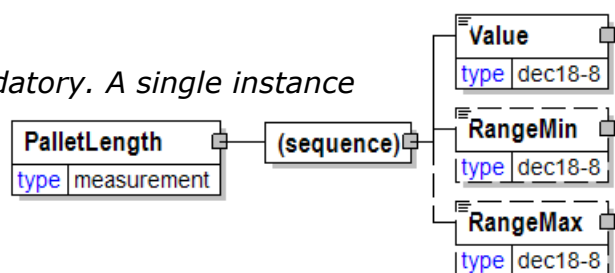 Value
type dec18-8
datory. A single instance
PalletLength
type measurement
(sequence)
RangeMin
type dec18-8
RangeMax
type dec18-8